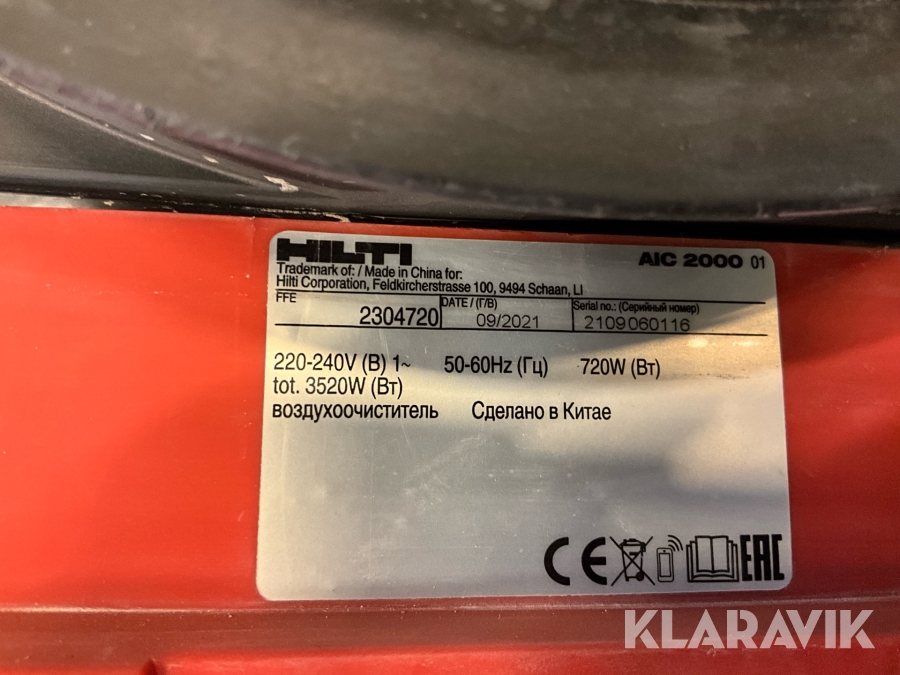 HILTI
AIC 2000 01
Trademark of: / Made in China for:
Hilti Corporation, Feldkircherstrasse 100, 9494 Schaan, LI
FFE
2304720
DATE / (Г/В)
09/2021
Serial no.: (Серийный номер)
2109060116
220-240V (В) 1~ 50-60Hz (Гц) 720W (Вт)
tot. 3520W (Вт)
воздухоочиститель Сделано в Китае
CE EAC
KLARAVIK